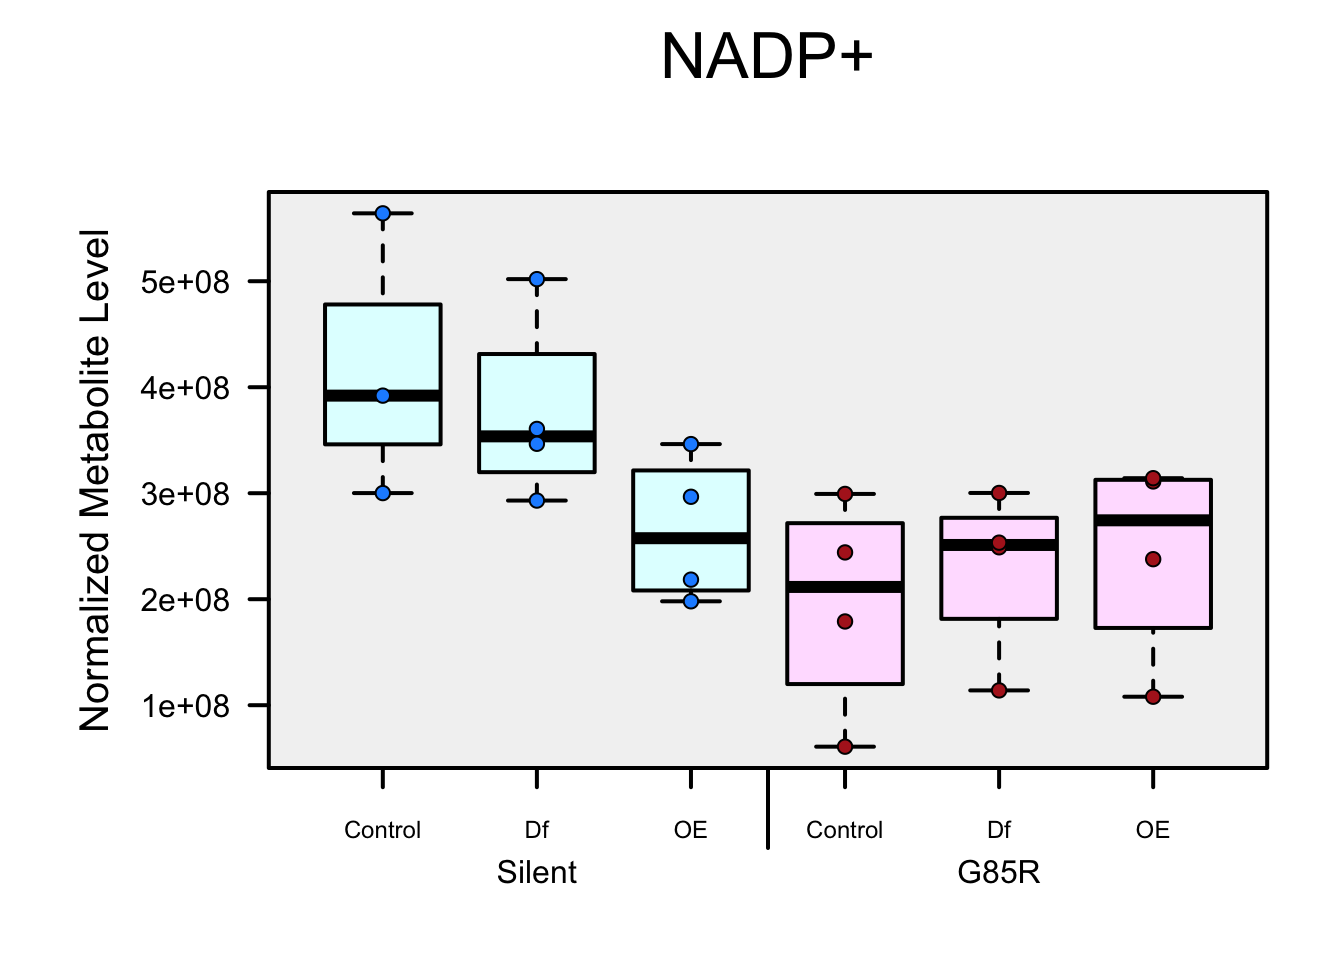 NADP+
Normalized Metabolite Level
5e+08
4e+08
3e+08
2e+08
1e+08
Control Df OE Control Df OE
Silent G85R